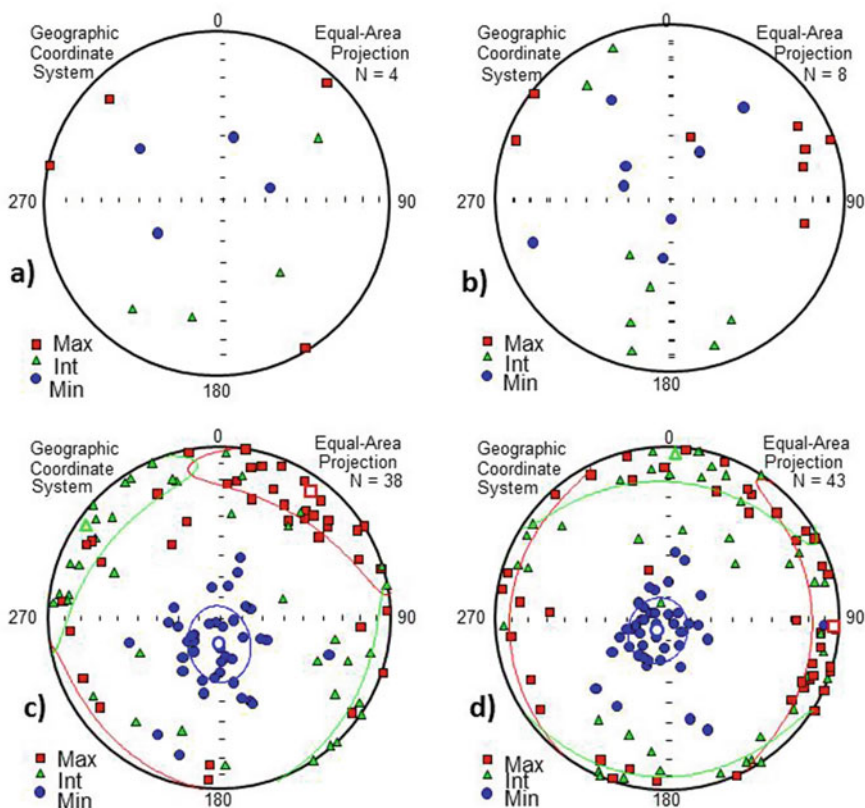 0
Geographic
Coordinate
System
Equal-Area
Projection
N = 4
270
90
a)
Max
Int
Min
180
0
Geographic
Coordinate
System
Equal-Area
Projection
N = 8
270
90
b)
Max
Int
Min
180
0
Geographic
Coordinate
System
Equal-Area
Projection
N = 38
270
90
c)
Max
Int
Min
180
0
Geographic
Coordinate
System
Equal-Area
Projection
N = 43
270
90
d)
Max
Int
Min
180